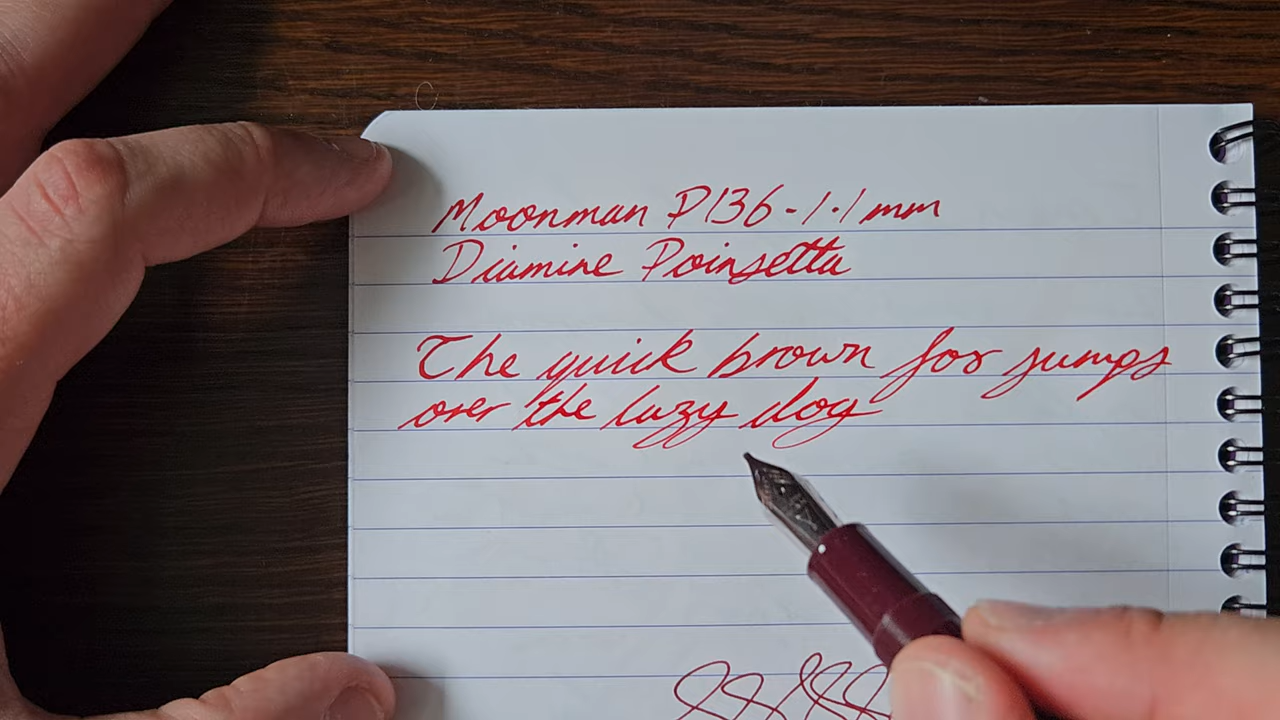 Moonman P136-1.1mm
Diamine Poinsetta
The quick brown fox jumps
over the lazy dog